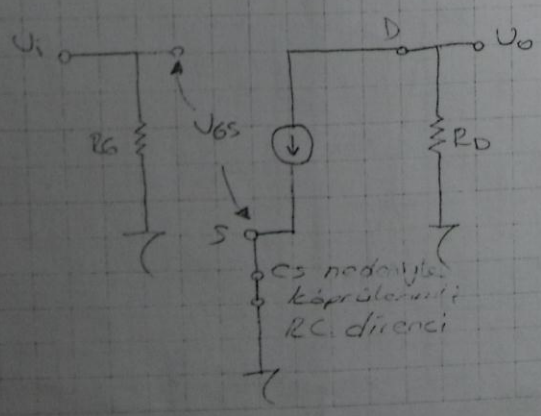 Ui
D
Uo
RG
UGS
RD
S
CS nedeniyle
köprülenmiş
RC. direnci